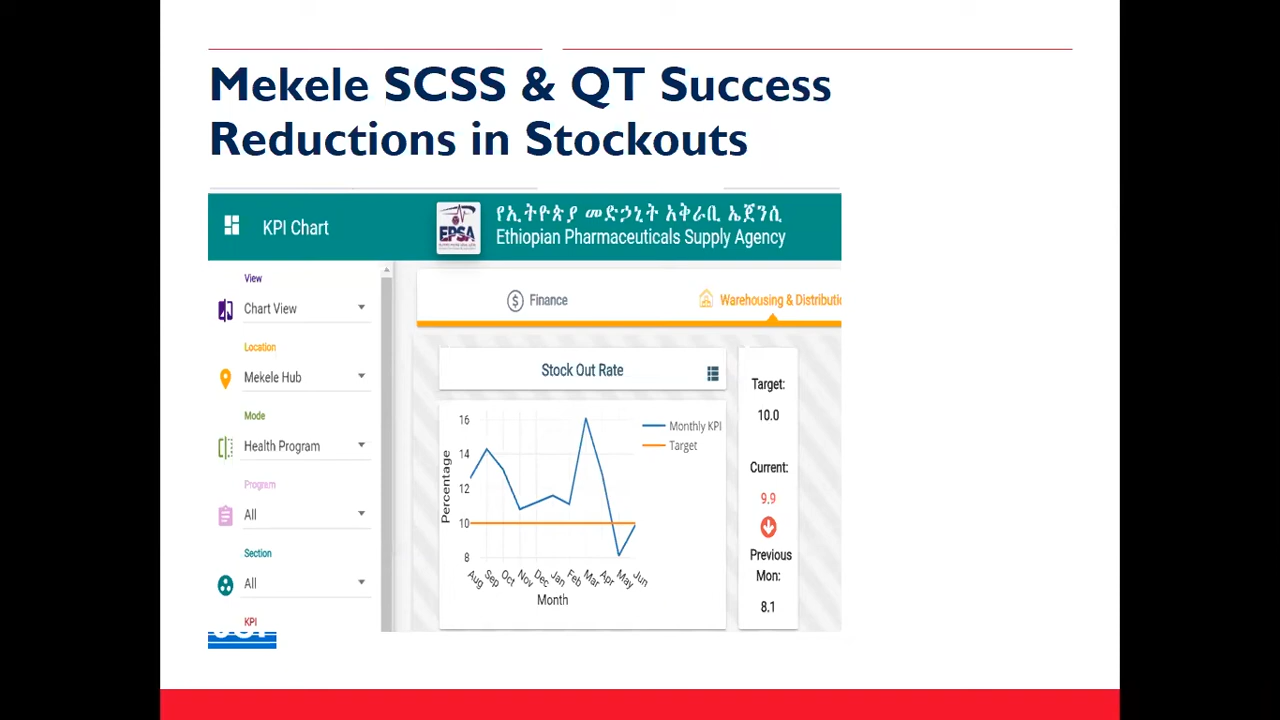 Mekele SCSS & QT Success
Reductions in Stockouts
KPI Chart
EPSA
የኢትዮጵያ መድኃኒት አቅራቢ ኤጀንሲ
Ethiopian Pharmaceuticals Supply Agency
View
Chart View
Location
Mekele Hub
Mode
Health Program
Program
All
Section
All
KPI
Finance
Warehousing & Distributio
Stock Out Rate
16
14
12
10
8
Percentage
Aug
Sep
Oct
Nov
Dec
Jan
Feb
Mar
Apr
May
Jun
Month
Monthly KPI
Target
Target:
10.0
Current:
9.9
Previous
Mon:
8.1